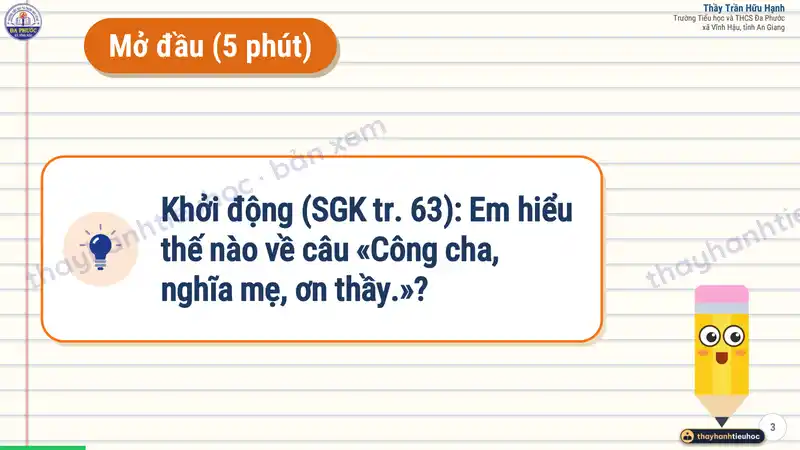 Thầy Trần Hữu Hạnh
Trường Tiểu học và THCS Đa Phước
xã Vĩnh Hậu, tỉnh An Giang
ĐA PHƯỚC
Mở đầu (5 phút)
thayhanhtieuhoc · bản xem
Khởi động (SGK tr. 63): Em hiểu
thế nào về câu «Công cha,
nghĩa mẹ, ơn thầy.»?
thayhanhtie
3
thayhanhtieuhoc